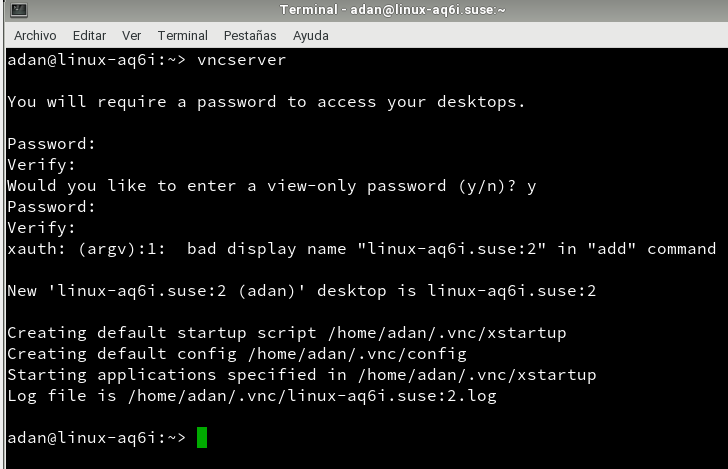 Terminal - adan@linux-aq6i.suse:~
Archivo Editar Ver Terminal Pestañas Ayuda
adan@linux-aq6i:~> vncserver
You will require a password to access your desktops.
Password:
Verify:
Would you like to enter a view-only password (y/n)? y
Password:
Verify:
xauth: (argv):1:  bad display name "linux-aq6i.suse:2" in "add" command
New 'linux-aq6i.suse:2 (adan)' desktop is linux-aq6i.suse:2
Creating default startup script /home/adan/.vnc/xstartup
Creating default config /home/adan/.vnc/config
Starting applications specified in /home/adan/.vnc/xstartup
Log file is /home/adan/.vnc/linux-aq6i.suse:2.log
adan@linux-aq6i:~>